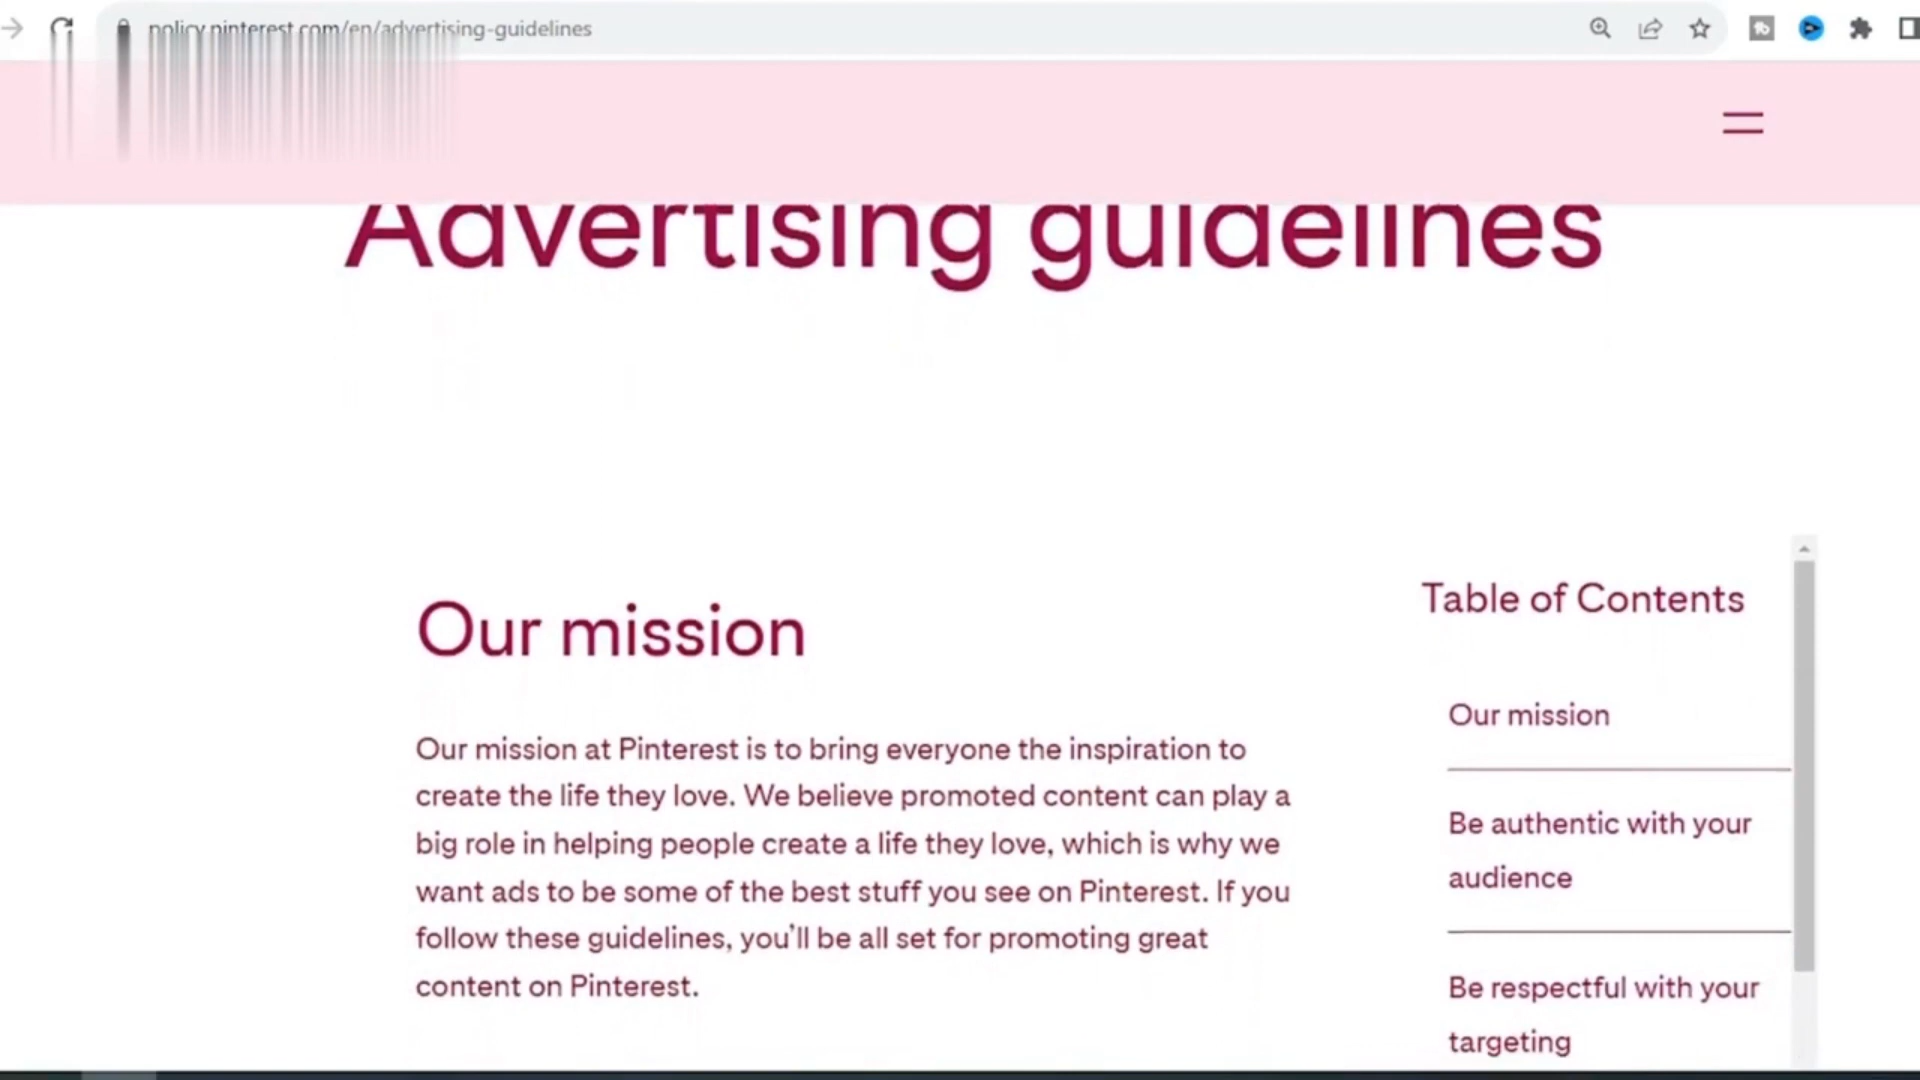 policy.pinterest.com/en/advertising-guidelines
Advertising guidelines
Our mission
Our mission at Pinterest is to bring everyone the inspiration to
create the life they love. We believe promoted content can play a
big role in helping people create a life they love, which is why we
want ads to be some of the best stuff you see on Pinterest. If you
follow these guidelines, you'll be all set for promoting great
content on Pinterest.
Table of Contents
Our mission
Be authentic with your
audience
Be respectful with your
targeting